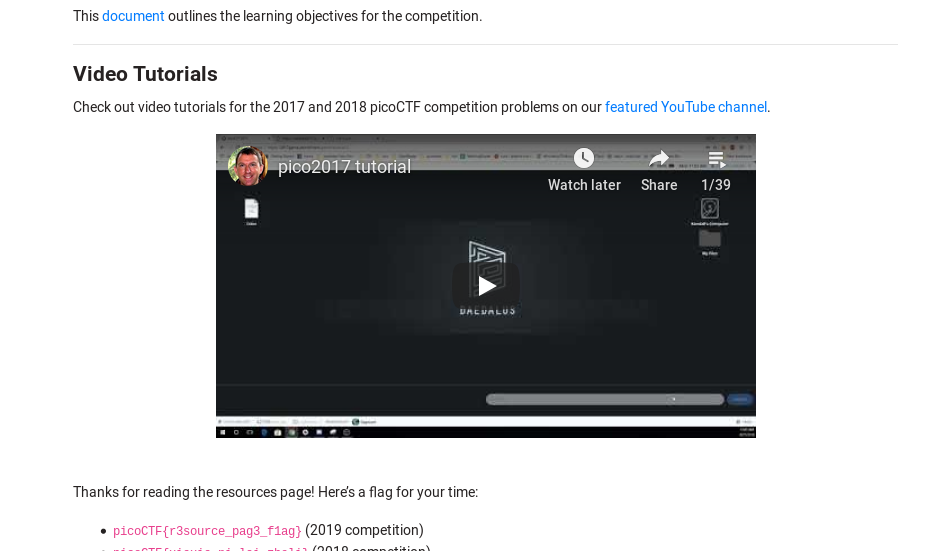 This document outlines the learning objectives for the competition.
Video Tutorials
Check out video tutorials for the 2017 and 2018 picoCTF competition problems on our featured YouTube channel.
pico2017 tutorial
Watch later
Share
1/39
DAEDALUS
Thanks for reading the resources page! Here’s a flag for your time:
picoCTF{r3source_pag3_f1ag} (2019 competition)
(2018 competition)